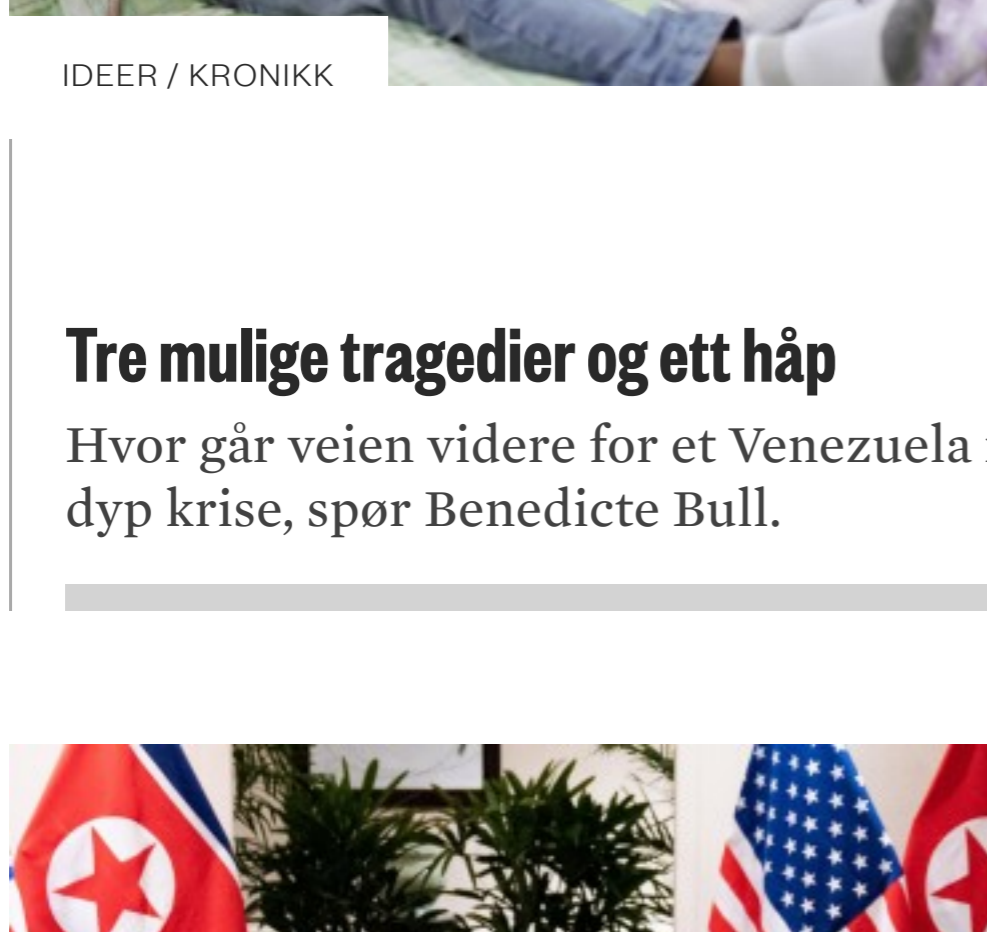 IDEER / KRONIKK
Tre mulige tragedier og ett håp
Hvor går veien videre for et Venezuela
dyp krise, spør Benedicte Bull.